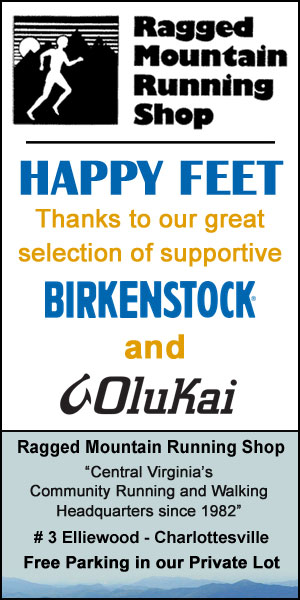 Ragged
Mountain
Running
Shop
HAPPY FEET
Thanks to our great
selection of supportive
BIRKENSTOCK®
and
OluKai
Ragged Mountain Running Shop
“Central Virginia’s
Community Running and Walking
Headquarters since 1982”
# 3 Elliewood - Charlottesville
Free Parking in our Private Lot